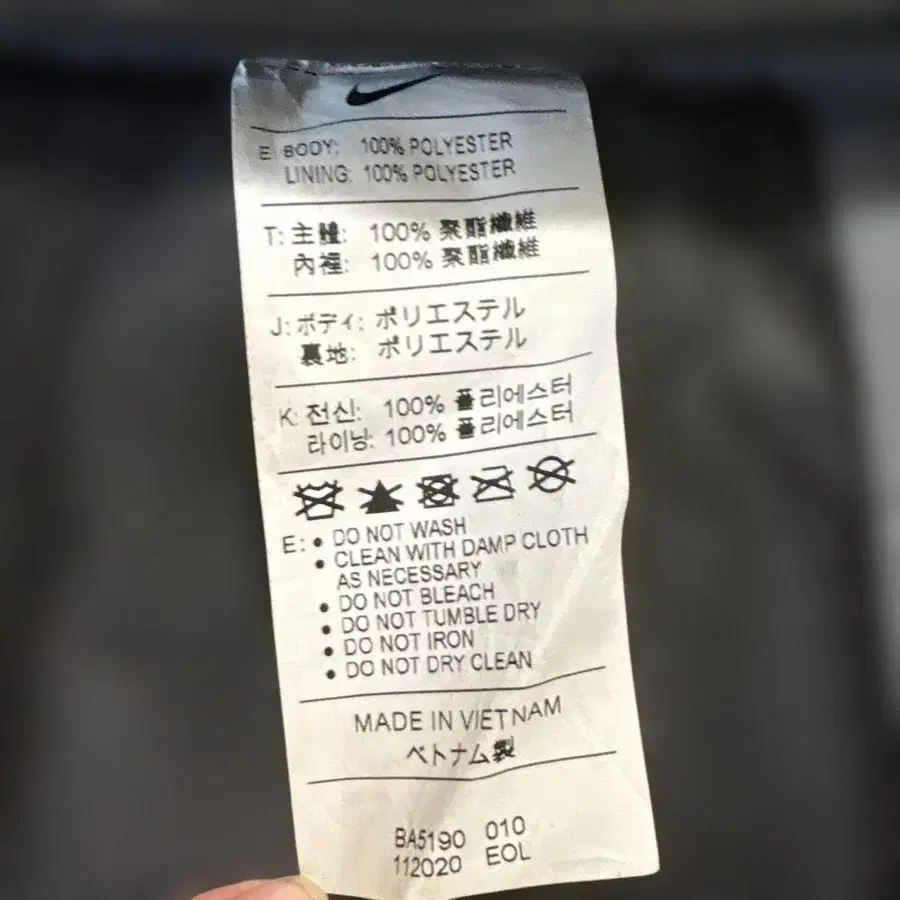 E: BODY: 100% POLYESTER
LINING: 100% POLYESTER
T: 主體: 100% 聚酯纖維
內裡: 100% 聚酯纖維
J: ボディ: ポリエステル
裏地: ポリエステル
K: 전신: 100% 폴리에스터
라이닝: 100% 폴리에스터
E: • DO NOT WASH
• CLEAN WITH DAMP CLOTH
AS NECESSARY
• DO NOT BLEACH
• DO NOT TUMBLE DRY
• DO NOT IRON
• DO NOT DRY CLEAN
MADE IN VIETNAM
ベトナム製
BA5190 010
112020 EOL